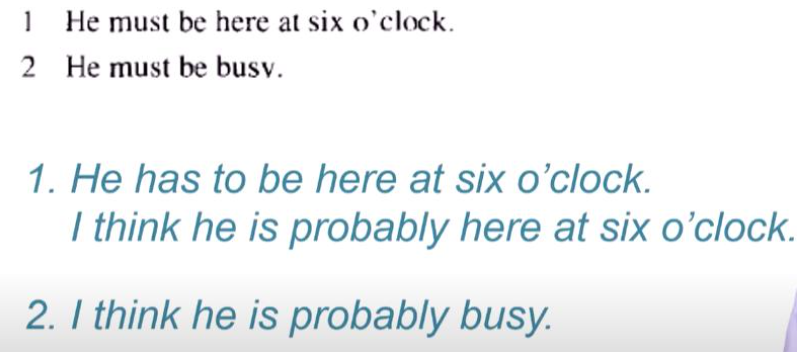 1 He must be here at six o'clock.
2 He must be busy.
1. He has to be here at six o'clock.
I think he is probably here at six o'clock.
2. I think he is probably busy.